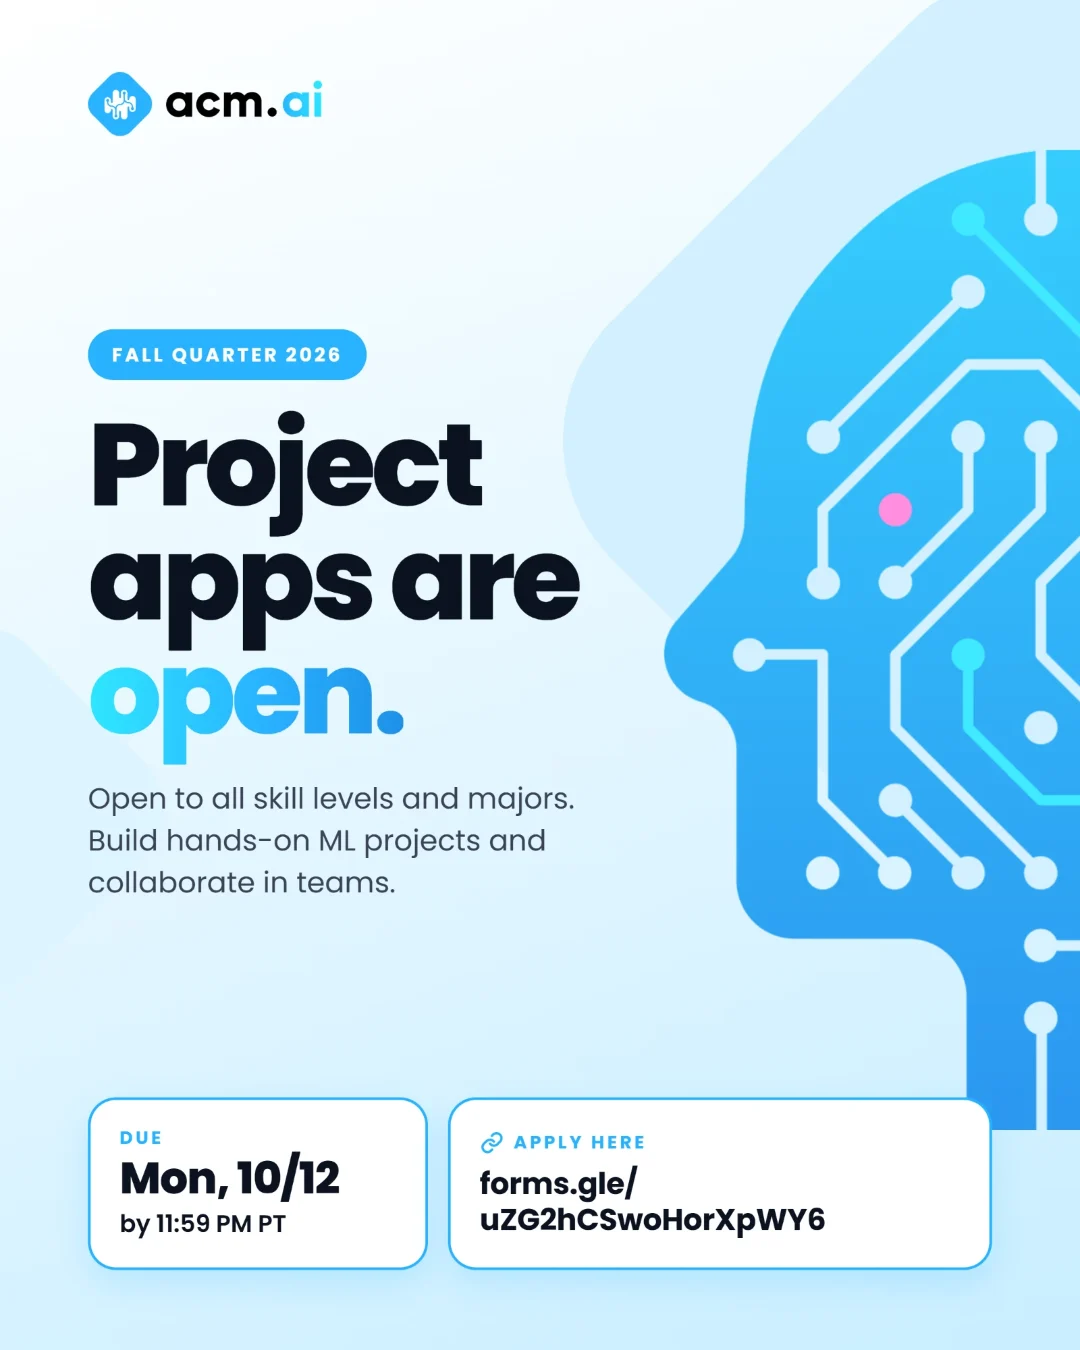 acm.ai
FALL QUARTER 2026
Project
apps are
open.
Open to all skill levels and majors.
Build hands-on ML projects and
collaborate in teams.
DUE
Mon, 10/12
by 11:59 PM PT
APPLY HERE
forms.gle/
uZG2hCSwoHorXpWY6